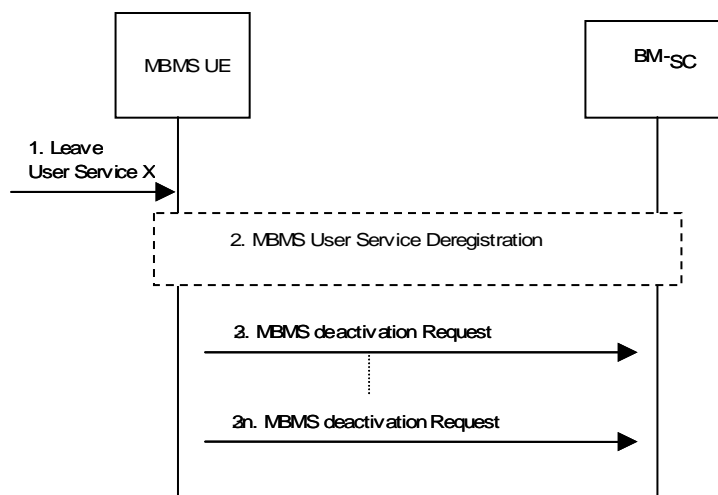 MBMS UE
BM-SC
1. Leave
User Service X
2. MBMS User Service Deregistration
3. MBMS deactivation Request
3n. MBMS deactivation Request